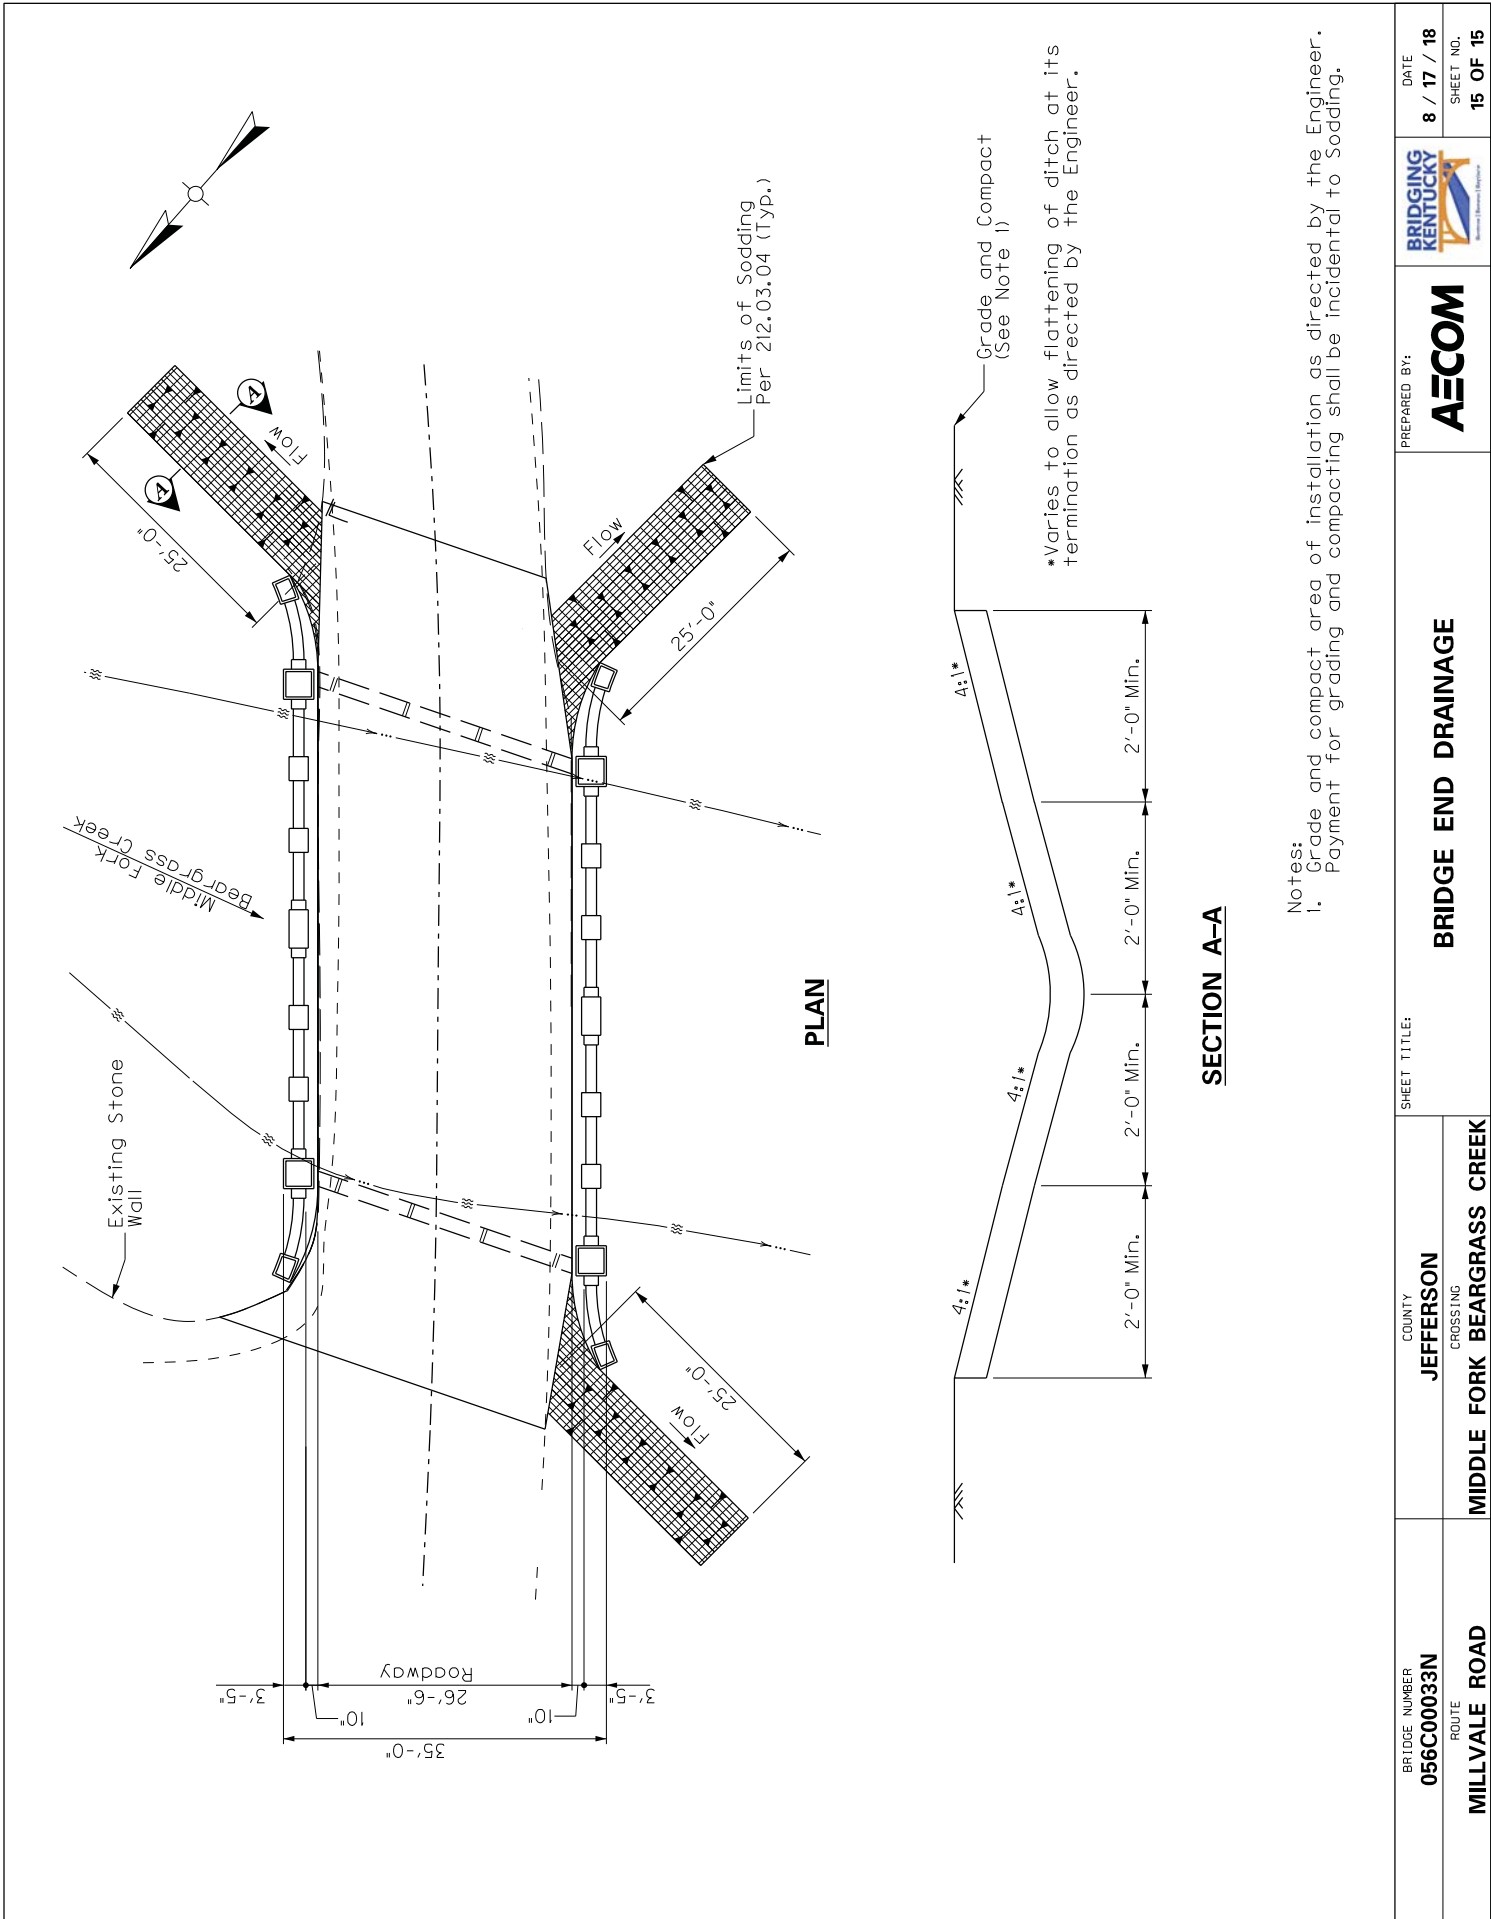 Existing Stone
Wall
Middle Fork
Beargrass Creek
25'-0"
Flow
A
A
Limits of Sodding
Per 212.03.04 (Typ.)
Flow
25'-0"
Flow
25'-0"
3'-5"
10"
26'-6"
Roadway
10"
3'-5"
35'-0"
PLAN
Grade and Compact
(See Note 1)
*Varies to allow flattening of ditch at its
termination as directed by the Engineer.
4:1*
4:1*
4:1*
4:1*
2'-0" Min.
2'-0" Min.
2'-0" Min.
2'-0" Min.
SECTION A-A
Notes:
1. Grade and compact area of installation as directed by the Engineer.
Payment for grading and compacting shall be incidental to Sodding.
BRIDGE NUMBER
056C00033N
ROUTE
MILLVALE ROAD
COUNTY
JEFFERSON
CROSSING
MIDDLE FORK BEARGRASS CREEK
SHEET TITLE:
BRIDGE END DRAINAGE
PREPARED BY:
AECOM
BRIDGING
KENTUCKY
DATE
8 / 17 / 18
SHEET NO.
15 OF 15